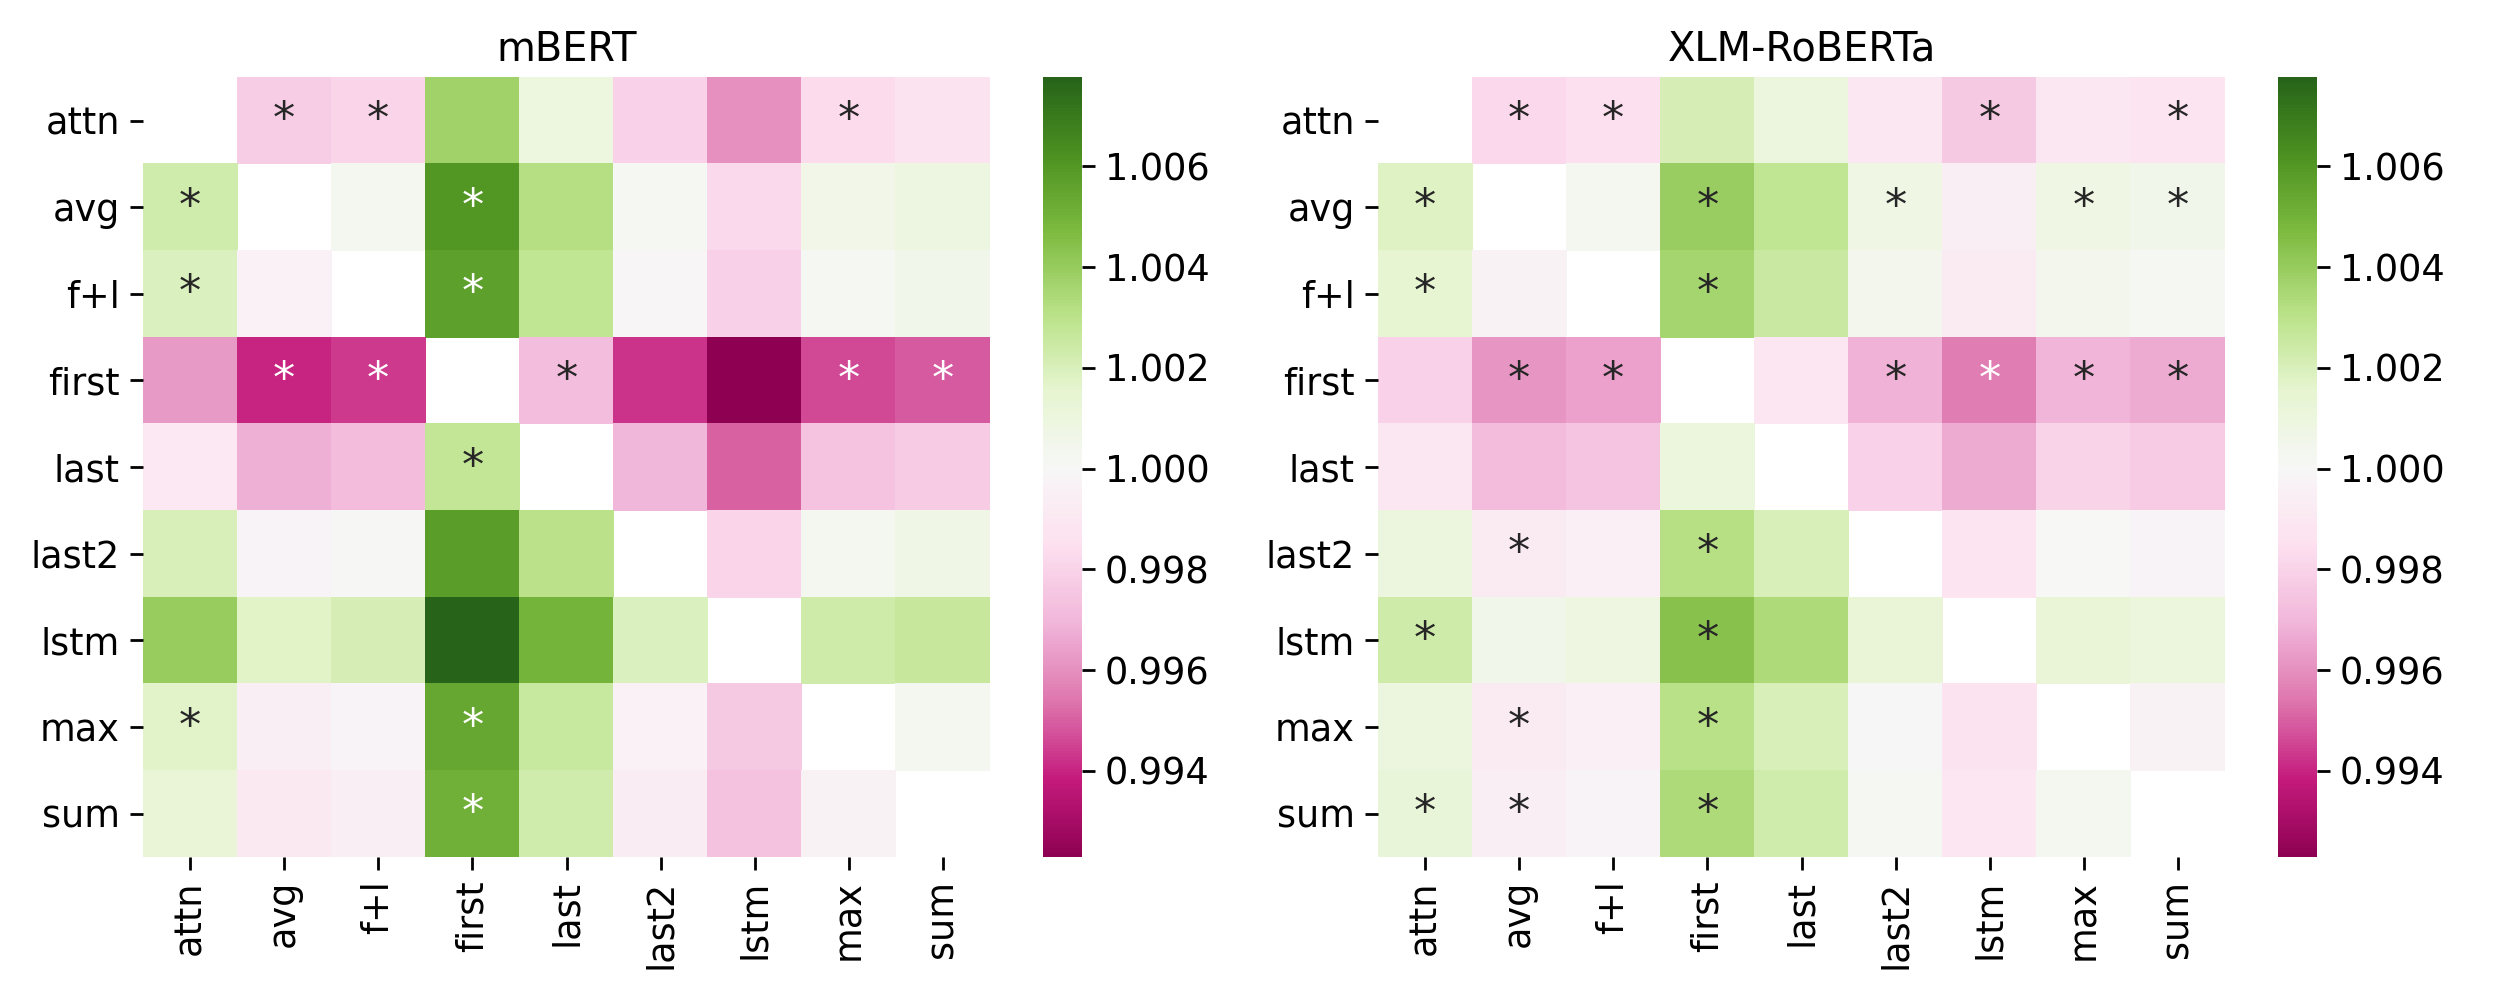 mBERT
attn * * *
avg * *
f+l * *
first * * * * *
last *
last2
lstm
max * *
sum *
attn avg f+l first last last2 lstm max sum
1.006
1.004
1.002
1.000
0.998
0.996
0.994
XLM-RoBERTa
attn * * * *
avg * * * * *
f+l * *
first * * * * * *
last
last2 * *
lstm * *
max * *
sum * * *
attn avg f+l first last last2 lstm max sum
1.006
1.004
1.002
1.000
0.998
0.996
0.994